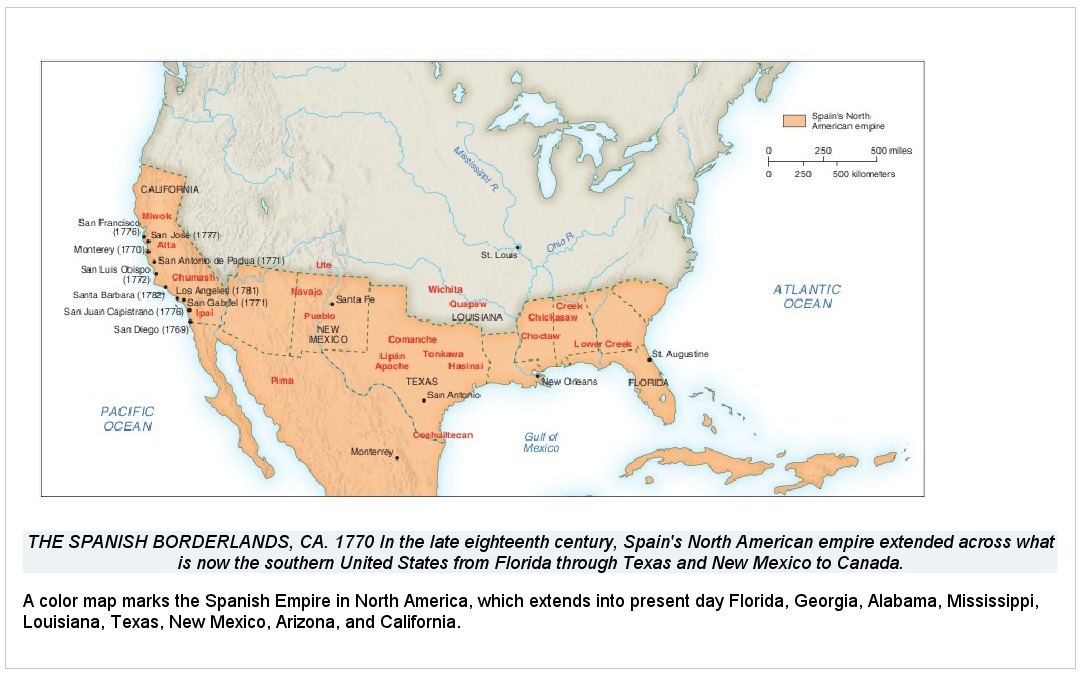 Spain's North
American empire
0 250 500 miles
0 250 500 kilometers
CALIFORNIA
Miwok
San Francisco
(1776)
San José (1777)
Alta
Monterey (1770)
San Antonio de Padua (1771)
San Luis Obispo
(1772)
Chumash
Santa Barbara (1782)
Los Angeles (1781)
San Gabriel (1771)
San Juan Capistrano (1776)
Ipai
San Diego (1769)
Mississippi R.
Ohio R.
St. Louis
Ute
Navajo
Santa Fe
Pueblo
NEW
MEXICO
Wichita
Quapaw
LOUISIANA
Creek
Chickasaw
Choctaw
Lower Creek
Comanche
Lipán
Apache
Tonkawa
Hasinai
Pima
TEXAS
San Antonio
New Orleans
FLORIDA
St. Augustine
Coahuiltecan
Monterrey
ATLANTIC
OCEAN
PACIFIC
OCEAN
Gulf of
Mexico
THE SPANISH BORDERLANDS, CA. 1770 In the late eighteenth century, Spain's North American empire extended across what
is now the southern United States from Florida through Texas and New Mexico to Canada.
A color map marks the Spanish Empire in North America, which extends into present day Florida, Georgia, Alabama, Mississippi,
Louisiana, Texas, New Mexico, Arizona, and California.